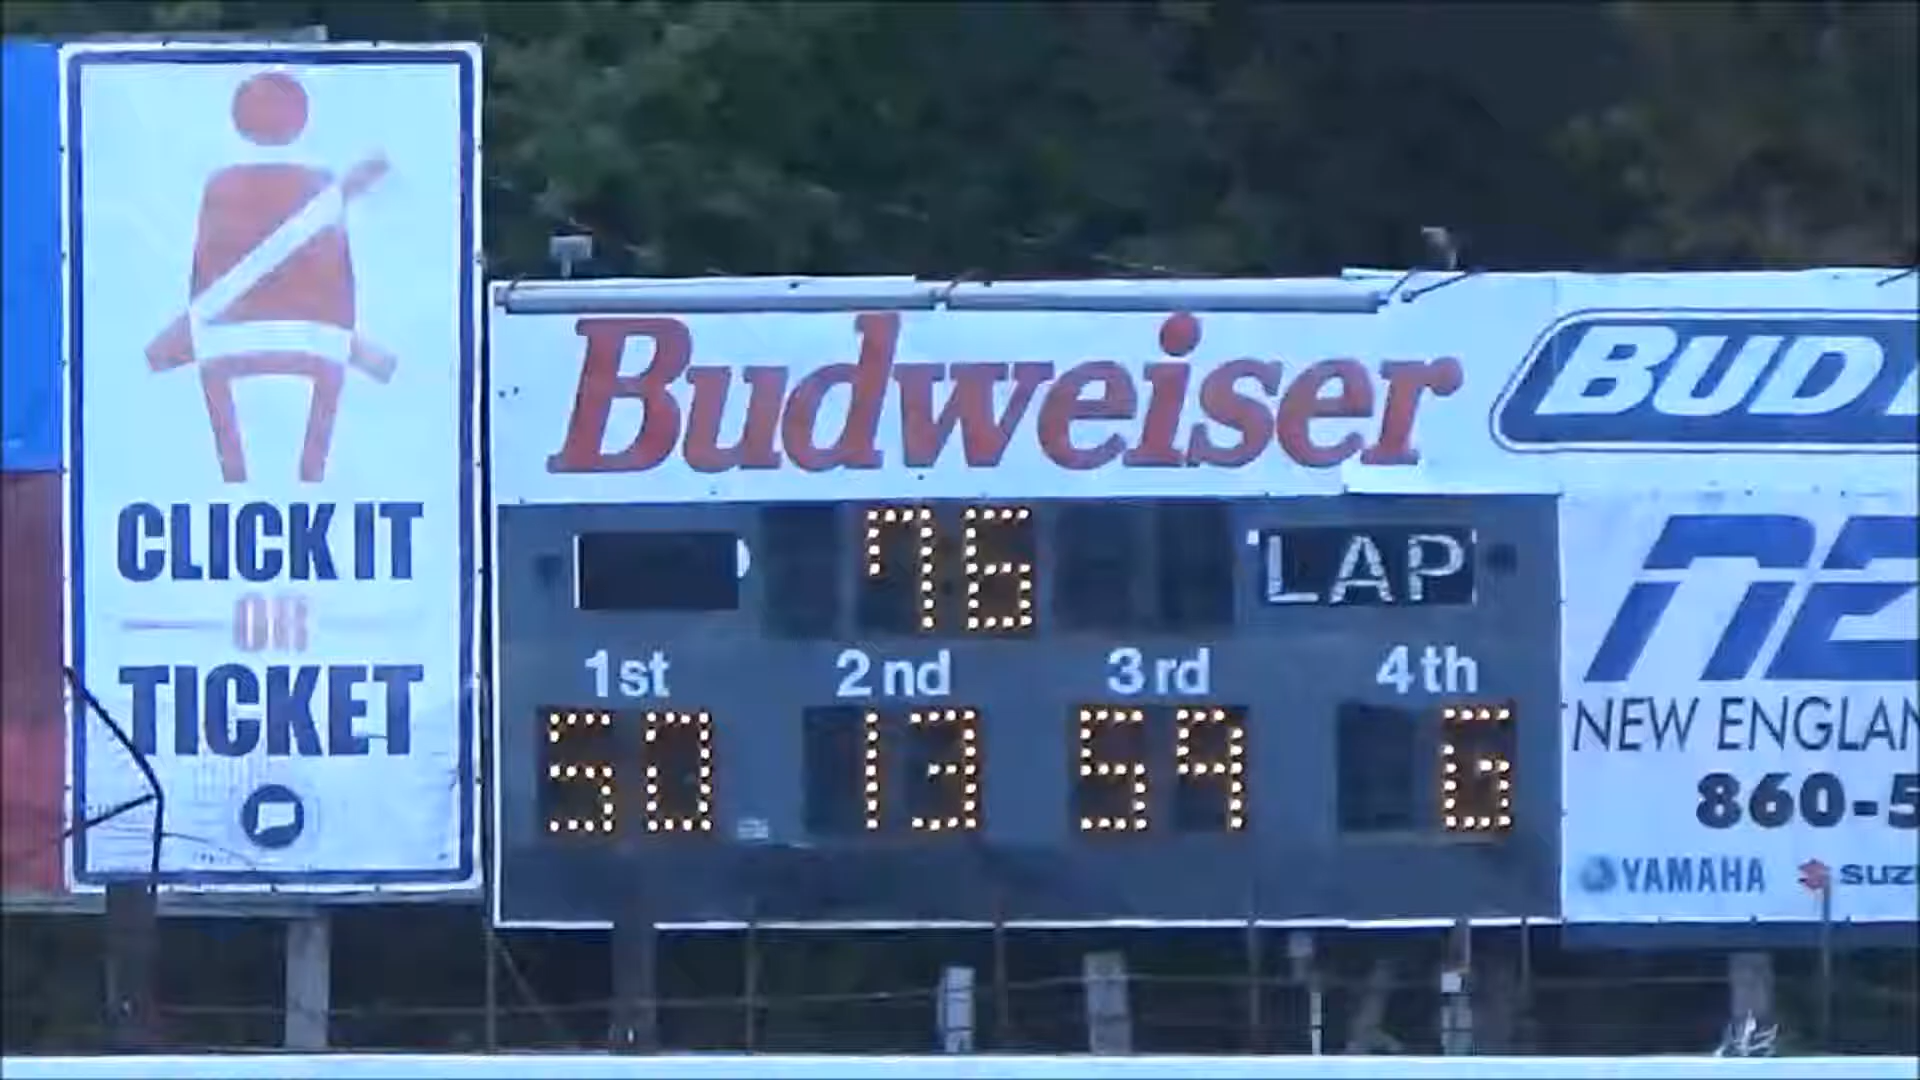 CLICK IT
OR
TICKET
Budweiser
BUD
76 LAP
1st 2nd 3rd 4th
50 13 59 6
NEW ENGLAN
860-5
YAMAHA SUZ